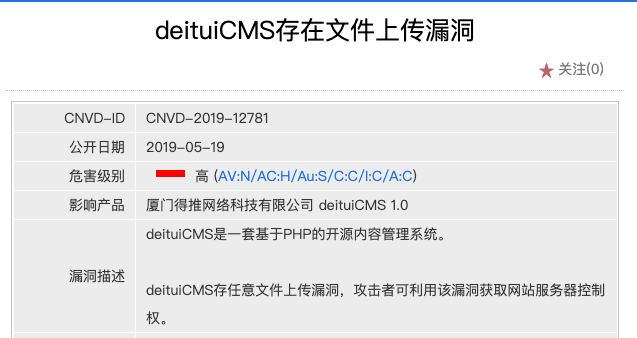 deituiCMS存在文件上传漏洞
关注(0)
CNVD-ID CNVD-2019-12781
公开日期 2019-05-19
危害级别 高 (AV:N/AC:H/Au:S/C:C/I:C/A:C)
影响产品 厦门得推网络科技有限公司 deituiCMS 1.0
deituiCMS是一套基于PHP的开源内容管理系统。
漏洞描述
deituiCMS存任意文件上传漏洞，攻击者可利用该漏洞获取网站服务器控制
权。